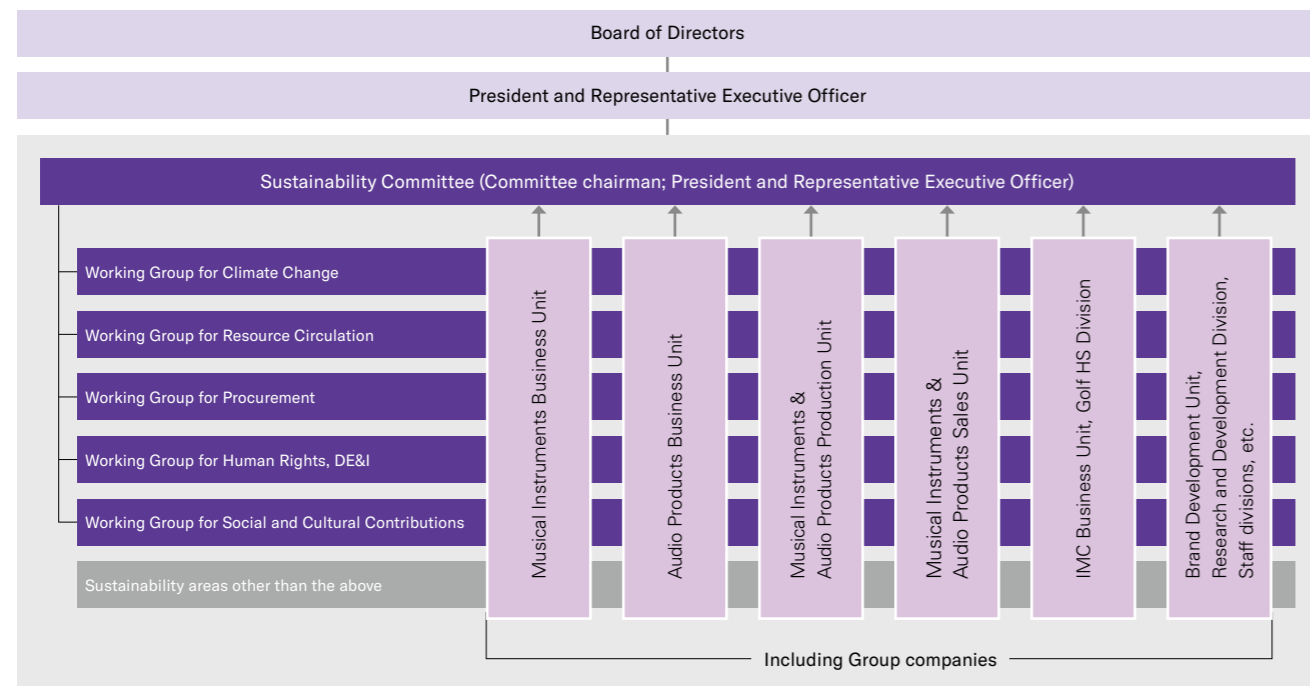 Board of Directors
President and Representative Executive Officer
Sustainability Committee (Committee chairman; President and Representative Executive Officer)
Working Group for Climate Change
Working Group for Resource Circulation
Working Group for Procurement
Working Group for Human Rights, DE&I
Working Group for Social and Cultural Contributions
Sustainability areas other than the above
Musical Instruments Business Unit
Audio Products Business Unit
Musical Instruments &
Audio Products Production Unit
Musical Instruments &
Audio Products Sales Unit
IMC Business Unit, Golf HS Division
Brand Development Unit,
Research and Development Division,
Staff divisions, etc.
Including Group companies